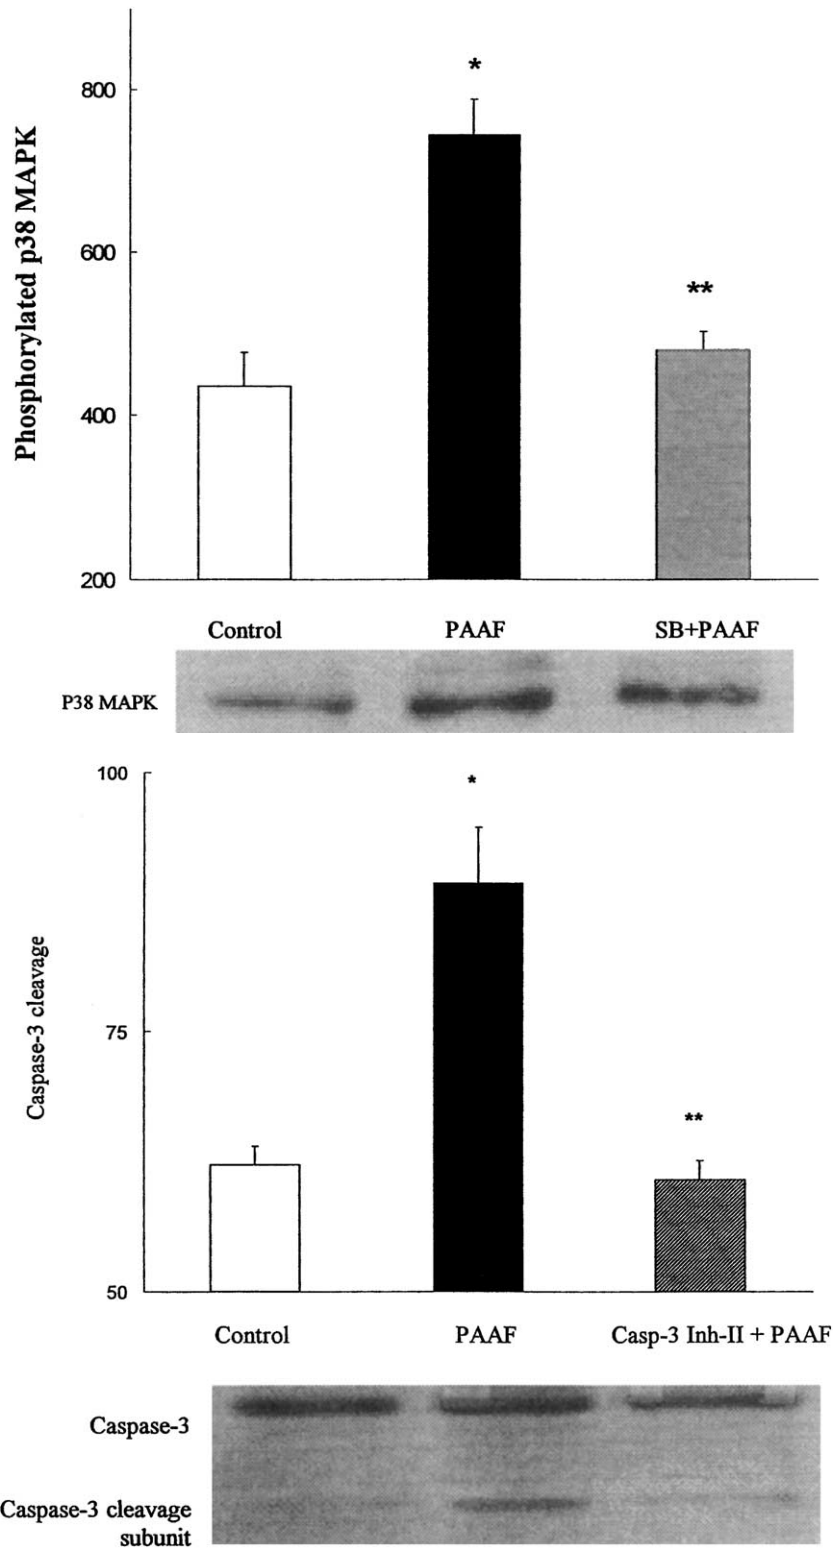 Phosphorylated p38 MAPK
800
600
400
200
*
**
Control PAAF SB+PAAF
P38 MAPK
Caspase-3 cleavage
100
75
50
*
**
Control PAAF Casp-3 Inh-II + PAAF
Caspase-3
Caspase-3 cleavage
subunit